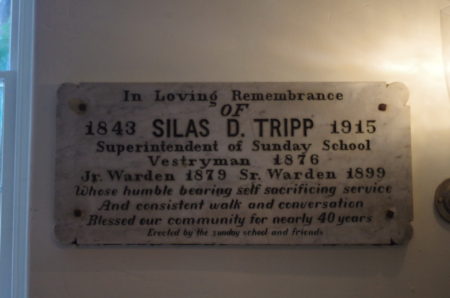 In Loving Remembrance
OF
1843 SILAS D. TRIPP 1915
Superintendent of Sunday School
Vestryman 1876
Jr. Warden 1879 Sr. Warden 1899
Whose humble bearing self sacrificing service
And consistent walk and conversation
Blessed our community for nearly 40 years
Erected by the sunday school and friends